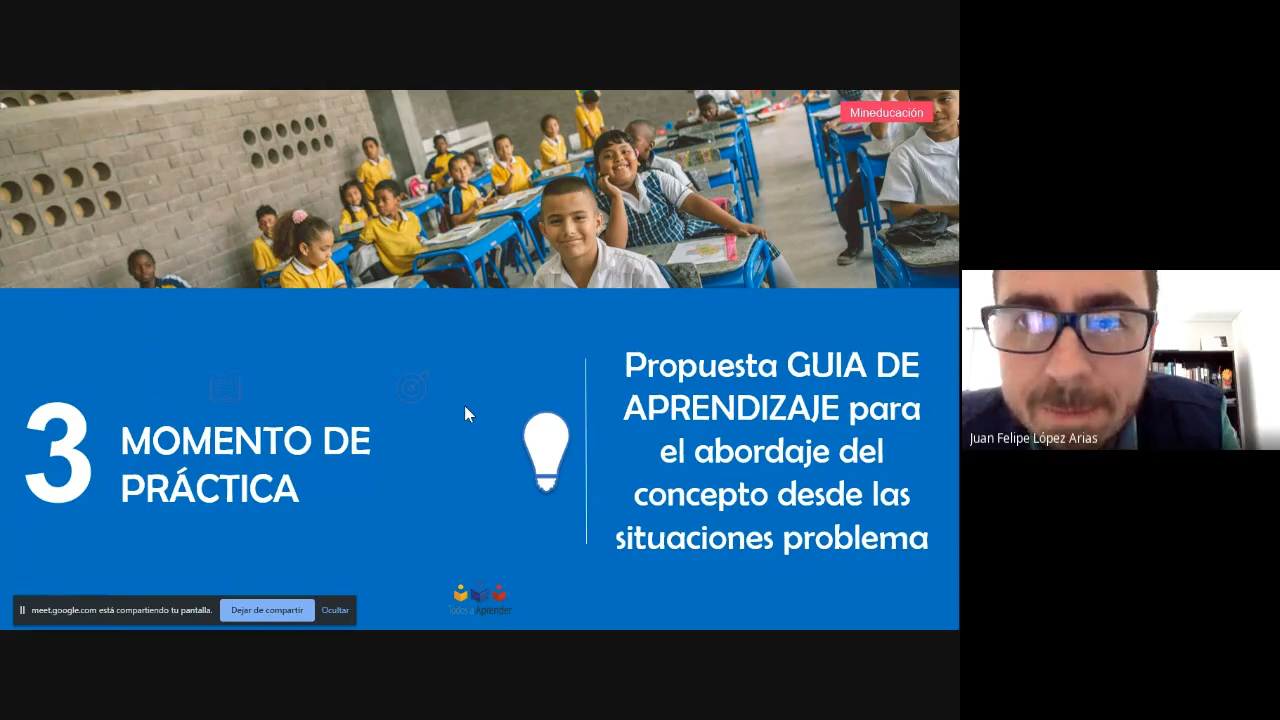 Mineducación
3
MOMENTO DE
PRÁCTICA
Propuesta GUIA DE
APRENDIZAJE para
el abordaje del
concepto desde las
situaciones problema
Todos a Aprender
meet.google.com está compartiendo tu pantalla.
Dejar de compartir
Ocultar
Juan Felipe López Arias